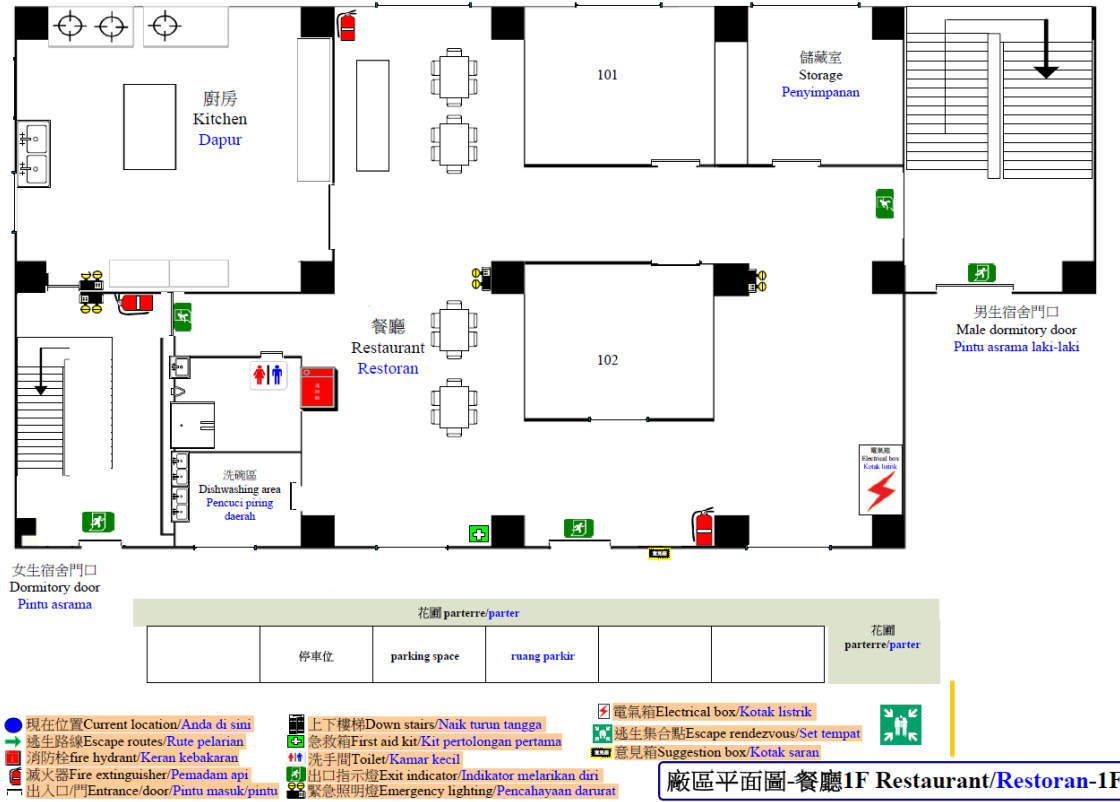 101
儲藏室
Storage
Penyimpanan
廚房
Kitchen
Dapur
餐廳
Restaurant
Restoran
102
男生宿舍門口
Male dormitory door
Pintu asrama laki-laki
電氣箱
Electrical box
Kotak listrik
洗碗區
Dishwashing area
Pencuci piring
daerah
意見箱
女生宿舍門口
Dormitory door
Pintu asrama
花圃 parterre/parter
花圃
parterre/parter
停車位
parking space
ruang parkir
現在位置Current location/Anda di sini
逃生路線Escape routes/Rute pelarian
消防栓fire hydrant/Keran kebakaran
滅火器Fire extinguisher/Pemadam api
出入口/門Entrance/door/Pintu masuk/pintu
上下樓梯Down stairs/Naik turun tangga
急救箱First aid kit/Kit pertolongan pertama
洗手間Toilet/Kamar kecil
出口指示燈Exit indicator/Indikator melarikan diri
緊急照明燈Emergency lighting/Pencahayaan darurat
電氣箱Electrical box/Kotak listrik
逃生集合點Escape rendezvous/Set tempat
意見箱Suggestion box/Kotak saran
廠區平面圖-餐廳1F Restaurant/Restoran-1F